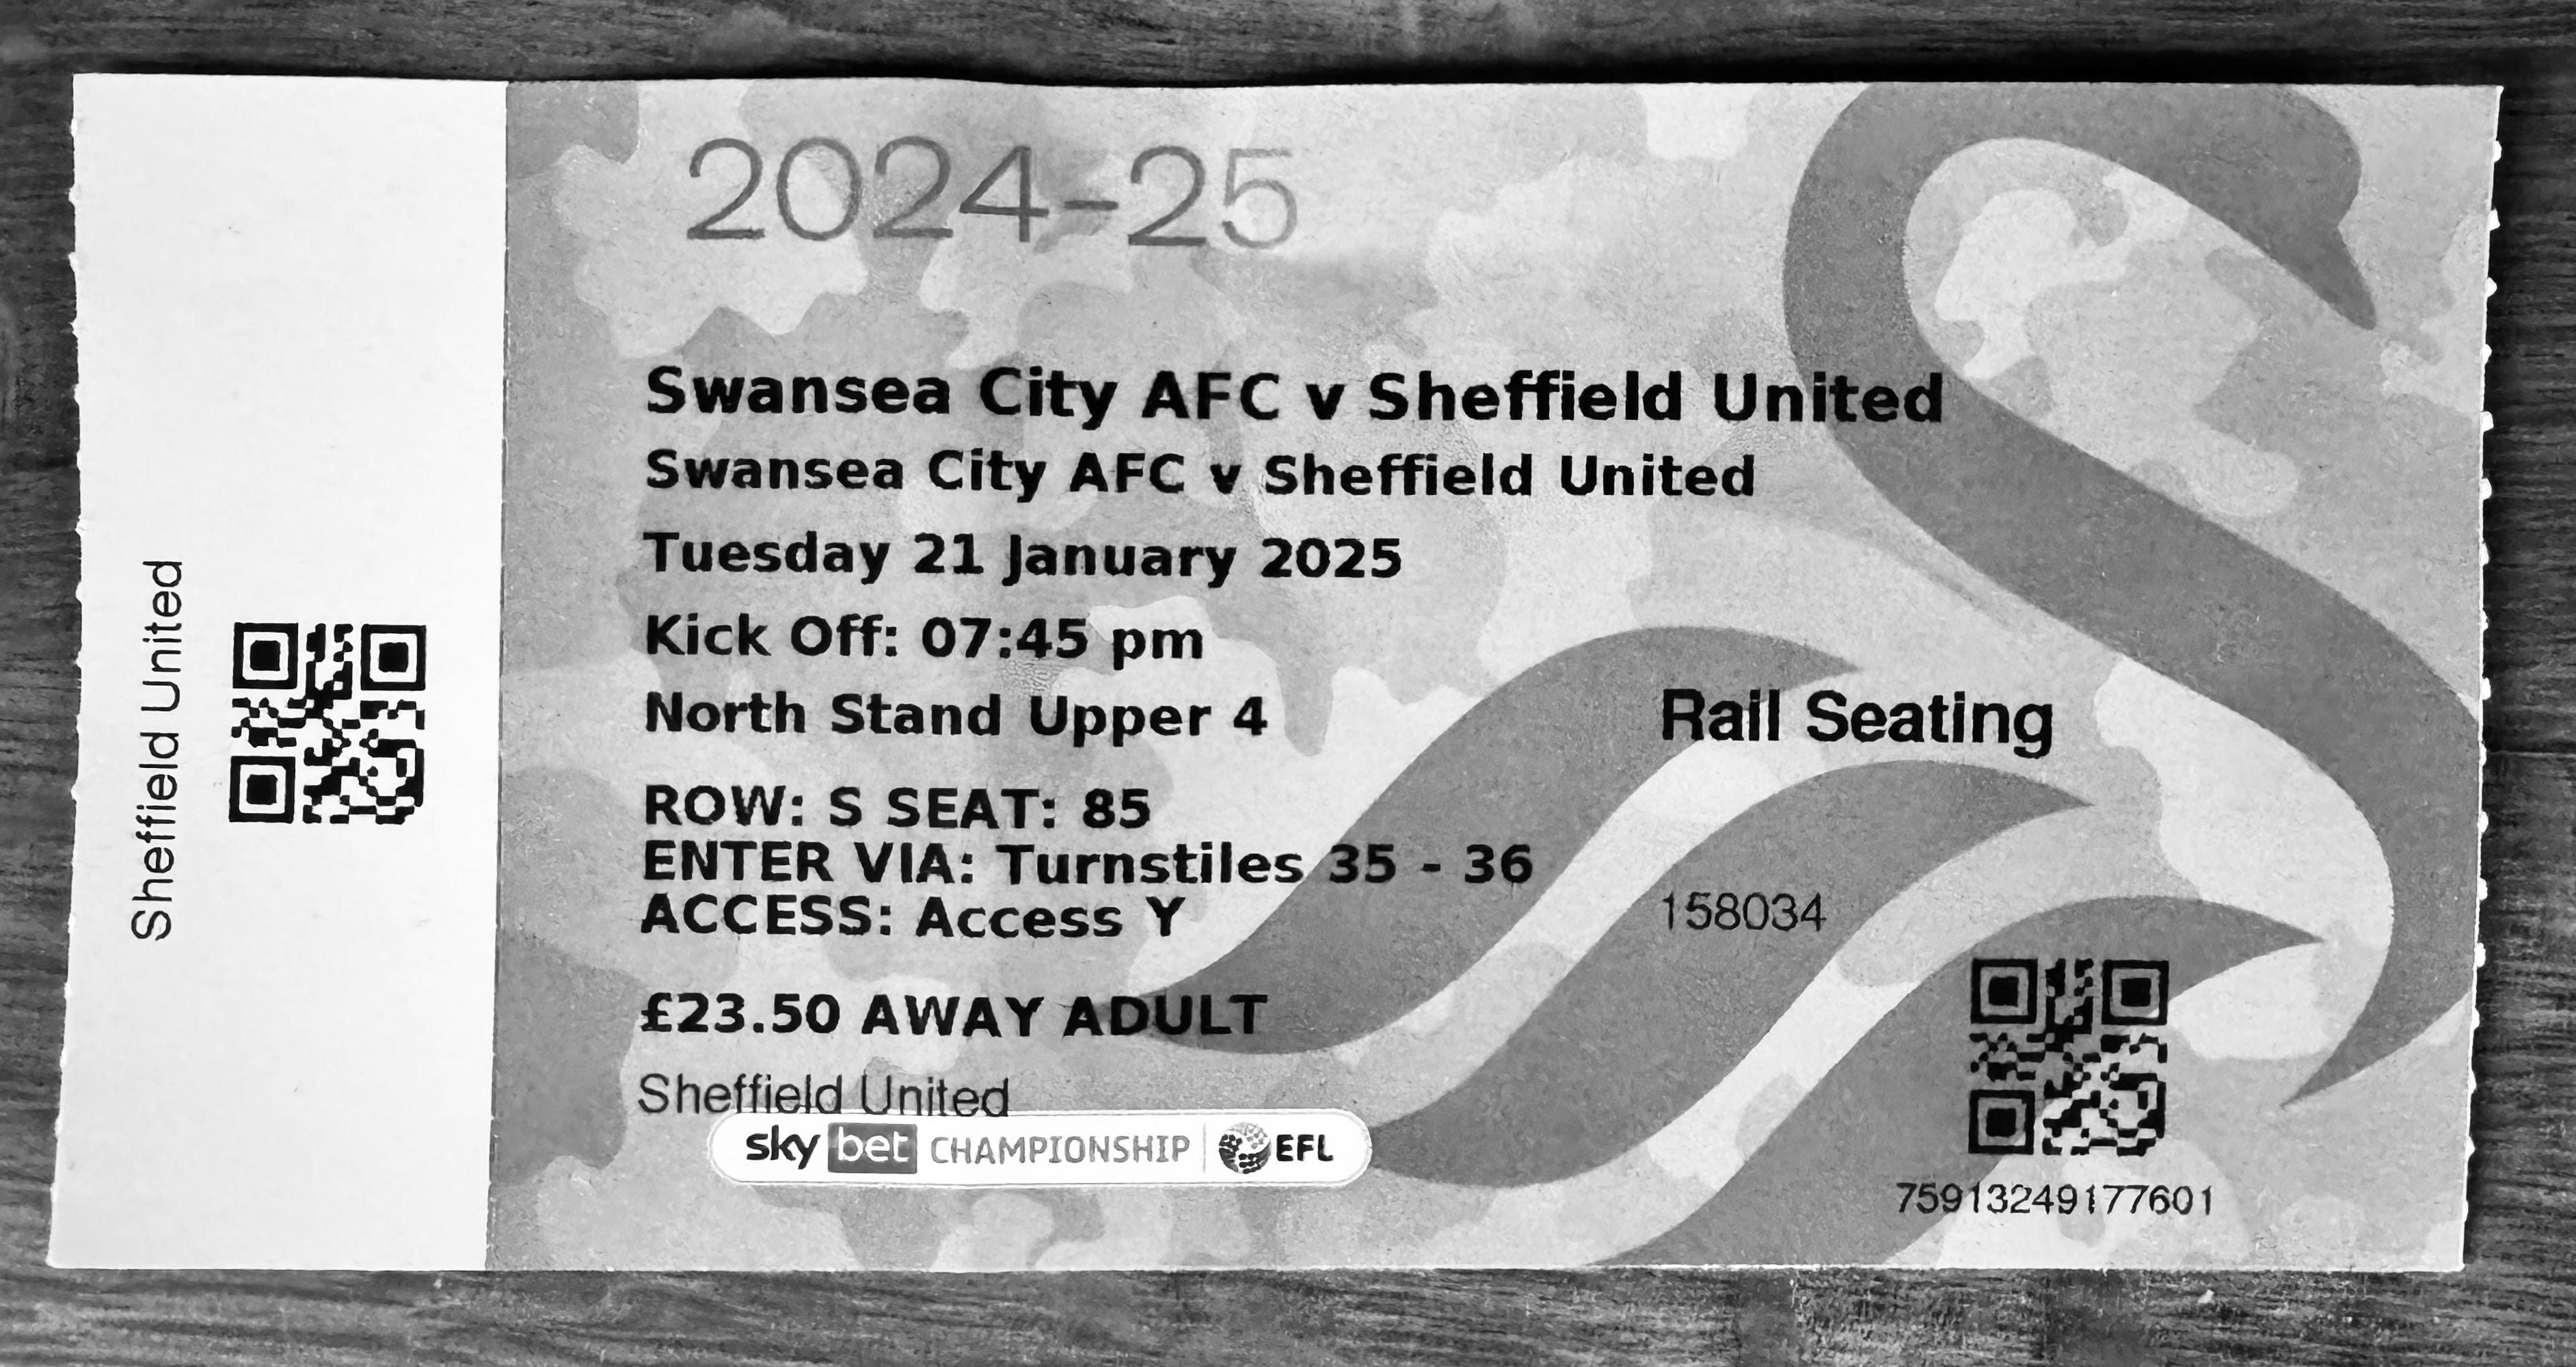 2024-25
Swansea City AFC v Sheffield United
Swansea City AFC v Sheffield United
Tuesday 21 January 2025
Kick Off: 07:45 pm
North Stand Upper 4
Rail Seating
ROW: S SEAT: 85
ENTER VIA: Turnstiles 35 - 36
ACCESS: Access Y
158034
£23.50 AWAY ADULT
Sheffield United
sky bet CHAMPIONSHIP EFL
75913249177601
Sheffield United